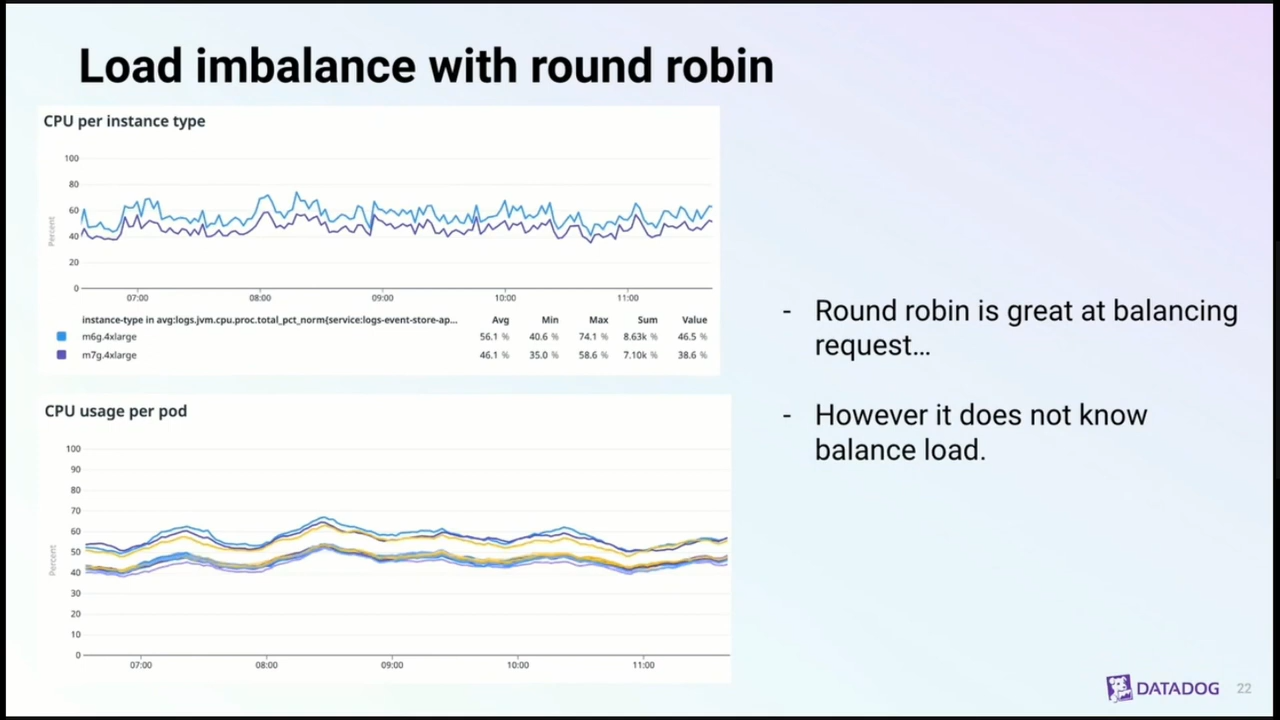 Load imbalance with round robin
CPU per instance type
100
80
60
40
20
0
Percent
07:00 08:00 09:00 10:00 11:00
instance-type in avg:logs.jvm.cpu.proc.total_pct_norm{service:logs-event-store-ap... Avg Min Max Sum Value
m6g.4xlarge 56.1 % 40.6 % 74.1 % 8.63k % 46.5 %
m7g.4xlarge 46.1 % 35.0 % 58.6 % 7.10k % 38.6 %
CPU usage per pod
100
90
80
70
60
50
40
30
20
10
0
Percent
07:00 08:00 09:00 10:00 11:00
- Round robin is great at balancing
request...
- However it does not know
balance load.
DATADOG 22